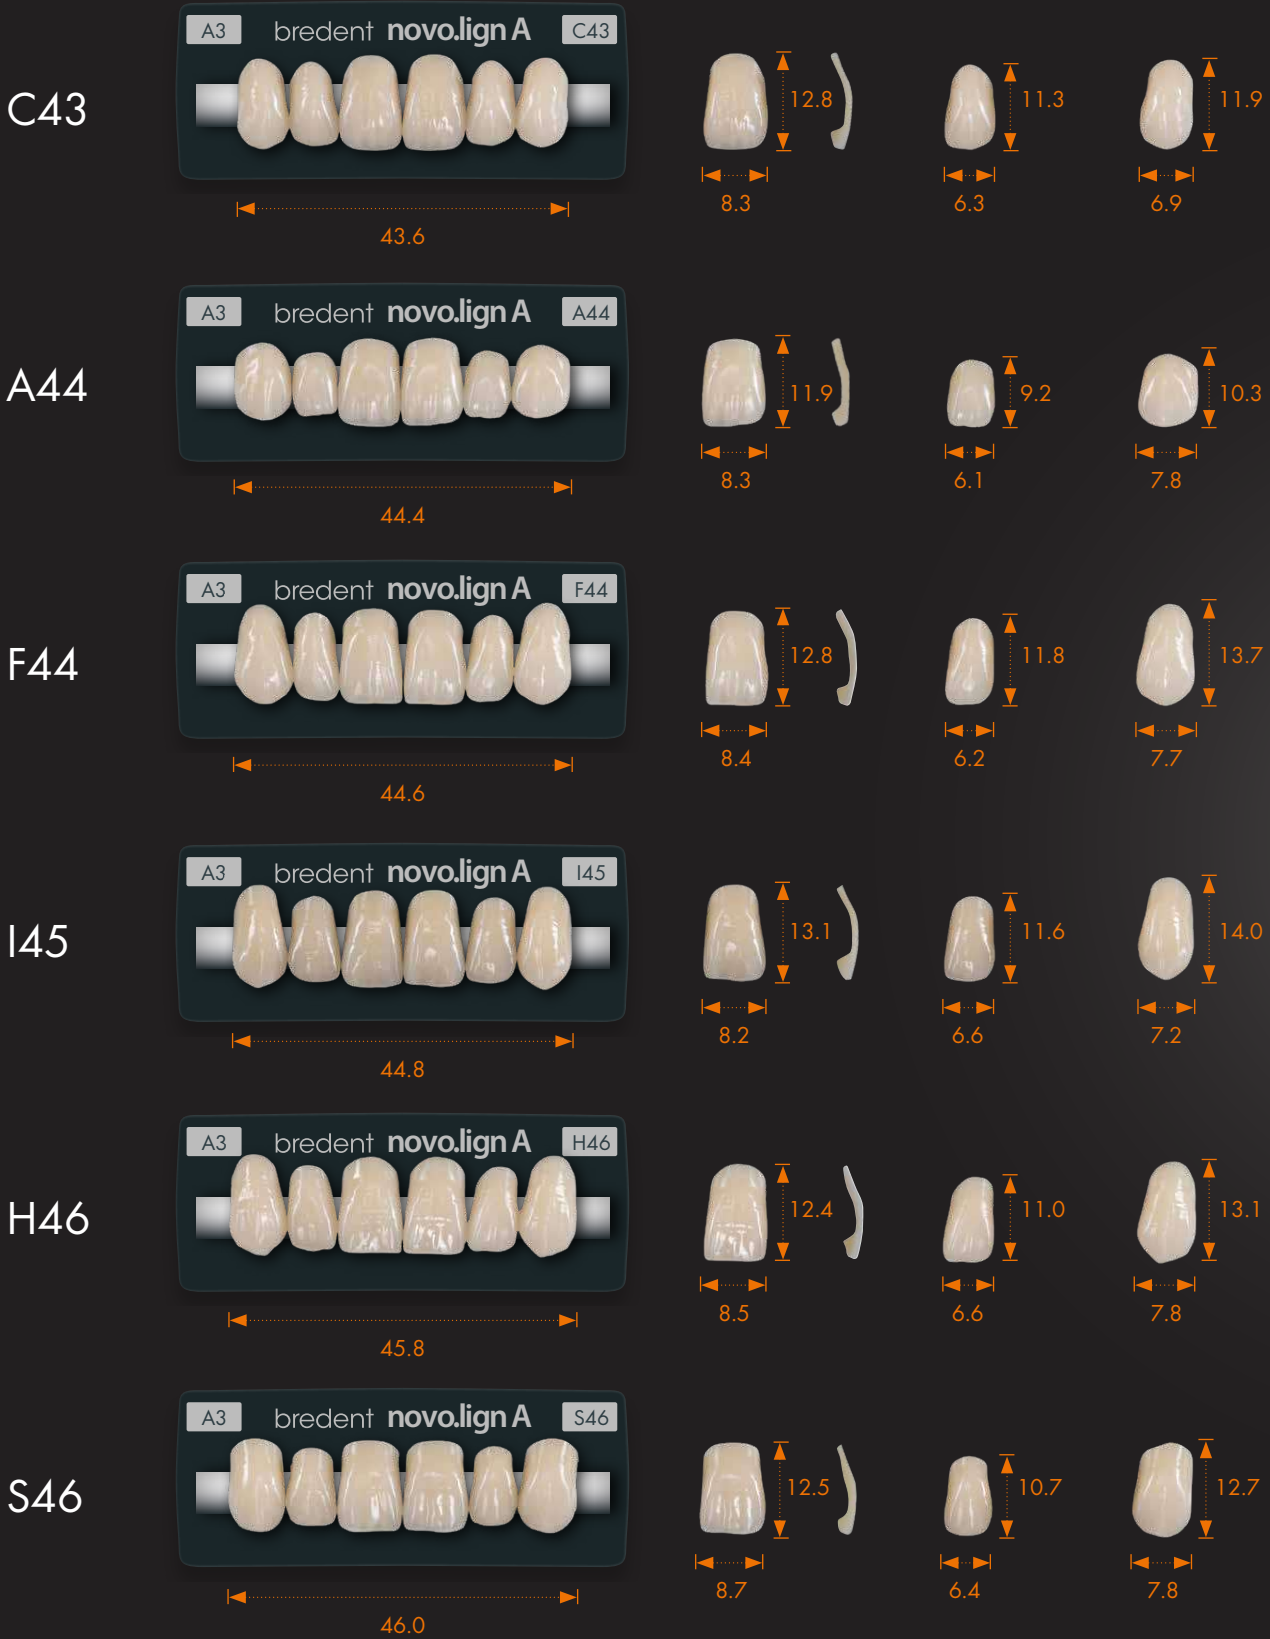 A3 bredent novo.lign A C43
C43
12.8 11.3 11.9
8.3 6.3 6.9
43.6
A3 bredent novo.lign A A44
A44
11.9 9.2 10.3
8.3 6.1 7.8
44.4
A3 bredent novo.lign A F44
F44
12.8 11.8 13.7
8.4 6.2 7.7
44.6
A3 bredent novo.lign A I45
I45
13.1 11.6 14.0
8.2 6.6 7.2
44.8
A3 bredent novo.lign A H46
H46
12.4 11.0 13.1
8.5 6.6 7.8
45.8
A3 bredent novo.lign A S46
S46
12.5 10.7 12.7
8.7 6.4 7.8
46.0